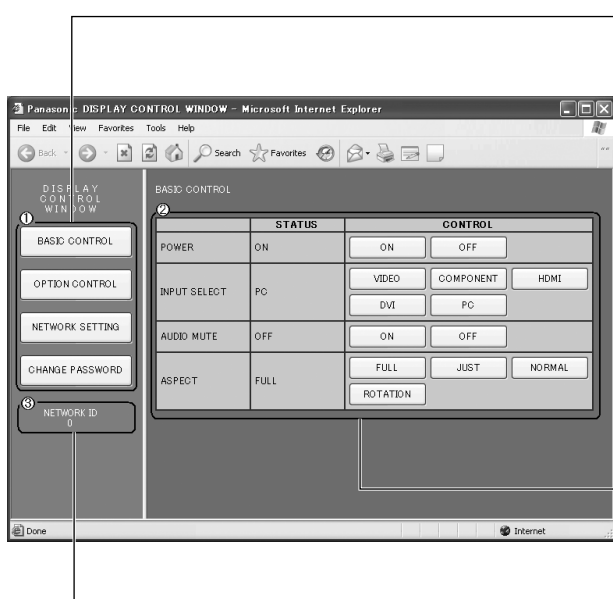 Panasonic DISPLAY CONTROL WINDOW - Microsoft Internet Explorer
File Edit View Favorites Tools Help
Back Search Favorites
DISPLAY
CONTROL
WINDOW
①
BASIC CONTROL
OPTION CONTROL
NETWORK SETTING
CHANGE PASSWORD
③
NETWORK ID
0
BASIC CONTROL
②
STATUS CONTROL
POWER ON ON OFF
INPUT SELECT PC VIDEO COMPONENT HDMI
DVI PC
AUDIO MUTE OFF ON OFF
ASPECT FULL FULL JUST NORMAL
ROTATION
Done Internet